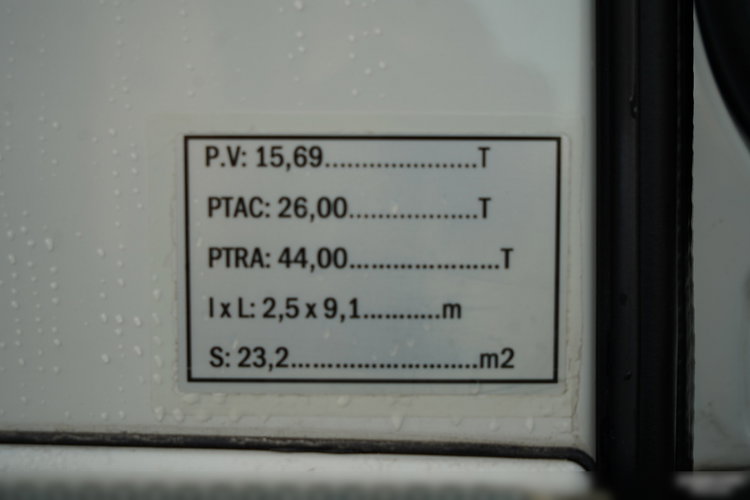 P.V: 15,69.....................T
PTAC: 26,00..................T
PTRA: 44,00.....................T
l x L: 2,5 x 9,1...........m
S: 23,2..........................m2